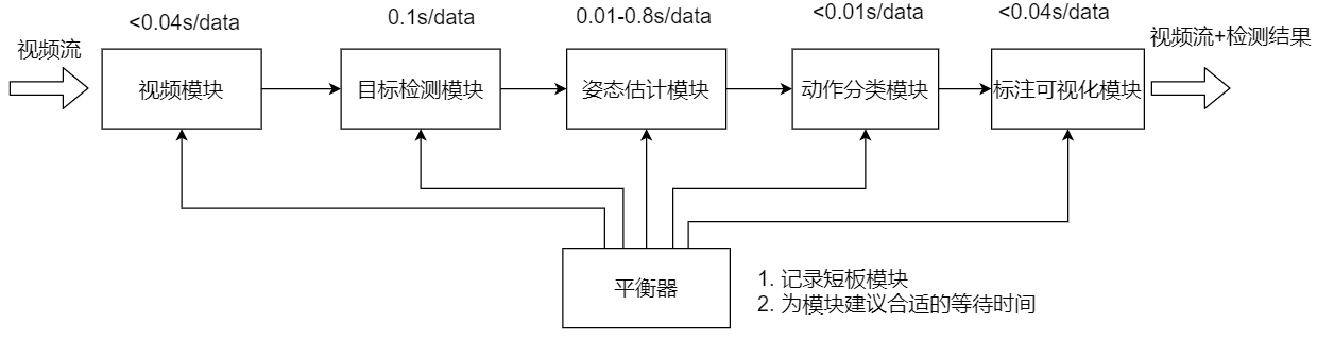 <0.04s/data
0.1s/data
0.01-0.8s/data
<0.01s/data
<0.04s/data
视频流
视频模块
目标检测模块
姿态估计模块
动作分类模块
标注可视化模块
视频流+检测结果
平衡器
1. 记录短板模块
2. 为模块建议合适的等待时间